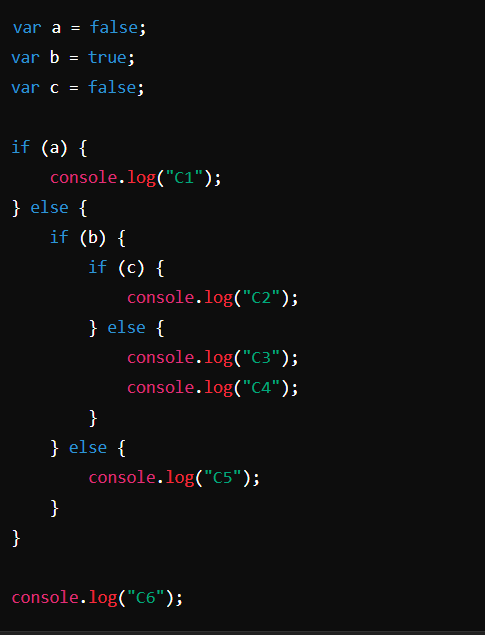 var a = false;
var b = true;
var c = false;

if (a) {
    console.log("C1");
} else {
    if (b) {
        if (c) {
            console.log("C2");
        } else {
            console.log("C3");
            console.log("C4");
        }
    } else {
        console.log("C5");
    }
}

console.log("C6");